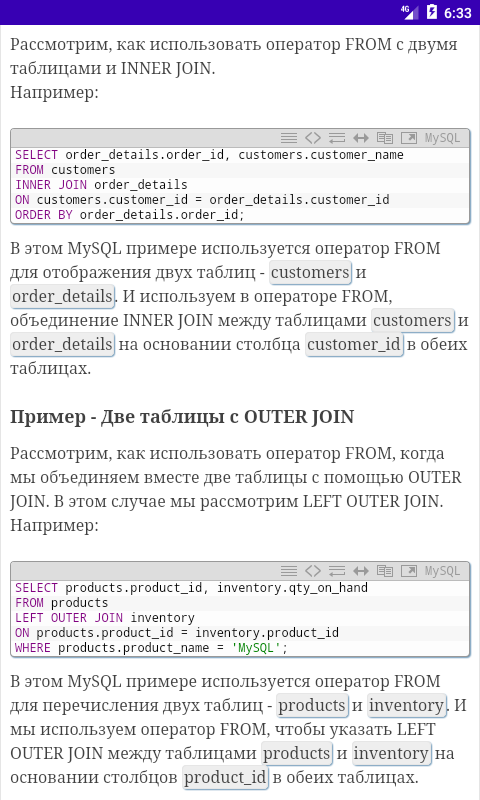 4G 6:33
Рассмотрим, как использовать оператор FROM с двумя
таблицами и INNER JOIN.
Например:
MySQL
SELECT order_details.order_id, customers.customer_name
FROM customers
INNER JOIN order_details
ON customers.customer_id = order_details.customer_id
ORDER BY order_details.order_id;
В этом MySQL примере используется оператор FROM
для отображения двух таблиц - customers и
order_details. И используем в операторе FROM,
объединение INNER JOIN между таблицами customers и
order_details на основании столбца customer_id в обеих
таблицах.
Пример - Две таблицы с OUTER JOIN
Рассмотрим, как использовать оператор FROM, когда
мы объединяем вместе две таблицы с помощью OUTER
JOIN. В этом случае мы рассмотрим LEFT OUTER JOIN.
Например:
MySQL
SELECT products.product_id, inventory.qty_on_hand
FROM products
LEFT OUTER JOIN inventory
ON products.product_id = inventory.product_id
WHERE products.product_name = 'MySQL';
В этом MySQL примере используется оператор FROM
для перечисления двух таблиц - products и inventory. И
мы используем оператор FROM, чтобы указать LEFT
OUTER JOIN между таблицами products и inventory на
основании столбцов product_id в обеих таблицах.